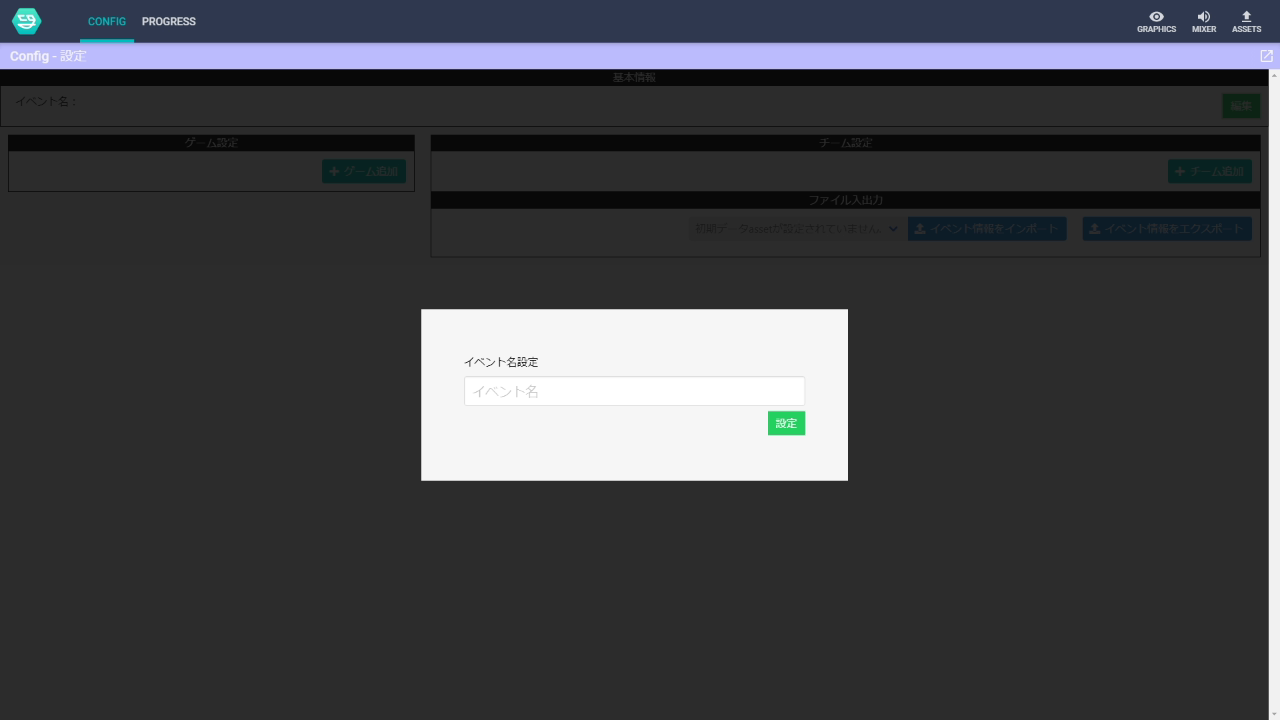 CONFIG PROGRESS
GRAPHICS MIXER ASSETS
Config - 設定
基本情報
イベント名：
編集
ゲーム設定
ゲーム追加
チーム設定
チーム追加
ファイル入出力
初期データassetが設定されていません
イベント情報をインポート
イベント情報をエクスポート
イベント名設定
イベント名
設定